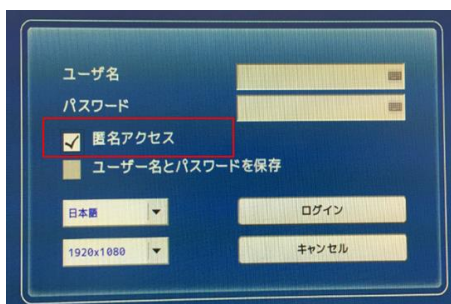 ユーザ名
パスワード
匿名アクセス
ユーザー名とパスワードを保存
日本語
ログイン
1920x1080
キャンセル